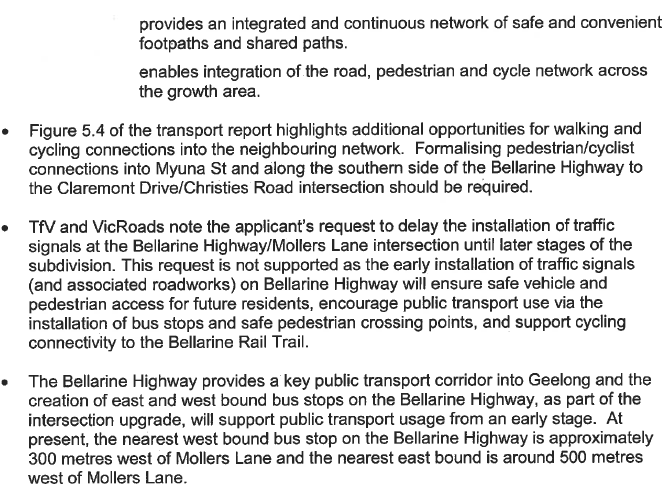 provides an integrated and continuous network of safe and convenient
footpaths and shared paths.
enables integration of the road, pedestrian and cycle network across
the growth area.
• Figure 5.4 of the transport report highlights additional opportunities for walking and
cycling connections into the neighbouring network. Formalising pedestrian/cyclist
connections into Myuna St and along the southern side of the Bellarine Highway to
the Claremont Drive/Christies Road intersection should be required.
• TfV and VicRoads note the applicant's request to delay the installation of traffic
signals at the Bellarine Highway/Mollers Lane intersection until later stages of the
subdivision. This request is not supported as the early installation of traffic signals
(and associated roadworks) on Bellarine Highway will ensure safe vehicle and
pedestrian access for future residents, encourage public transport use via the
installation of bus stops and safe pedestrian crossing points, and support cycling
connectivity to the Bellarine Rail Trail.
• The Bellarine Highway provides a key public transport corridor into Geelong and the
creation of east and west bound bus stops on the Bellarine Highway, as part of the
intersection upgrade, will support public transport usage from an early stage. At
present, the nearest west bound bus stop on the Bellarine Highway is approximately
300 metres west of Mollers Lane and the nearest east bound is around 500 metres
west of Mollers Lane.